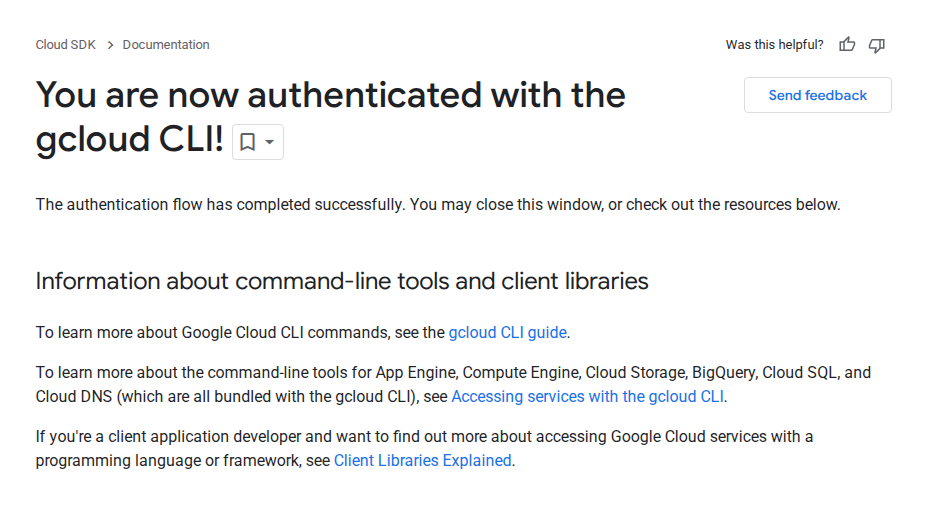 Cloud SDK > Documentation
Was this helpful?
You are now authenticated with the
gcloud CLI!
Send feedback
The authentication flow has completed successfully. You may close this window, or check out the resources below.
Information about command-line tools and client libraries
To learn more about Google Cloud CLI commands, see the gcloud CLI guide.
To learn more about the command-line tools for App Engine, Compute Engine, Cloud Storage, BigQuery, Cloud SQL, and
Cloud DNS (which are all bundled with the gcloud CLI), see Accessing services with the gcloud CLI.
If you're a client application developer and want to find out more about accessing Google Cloud services with a
programming language or framework, see Client Libraries Explained.